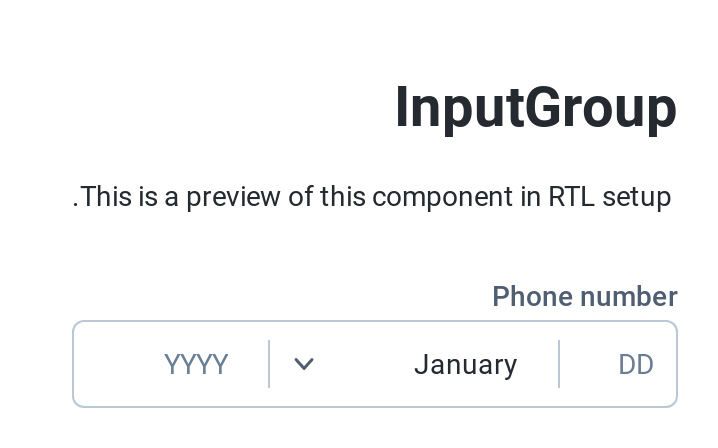 InputGroup
.This is a preview of this component in RTL setup
Phone number
YYYY January DD